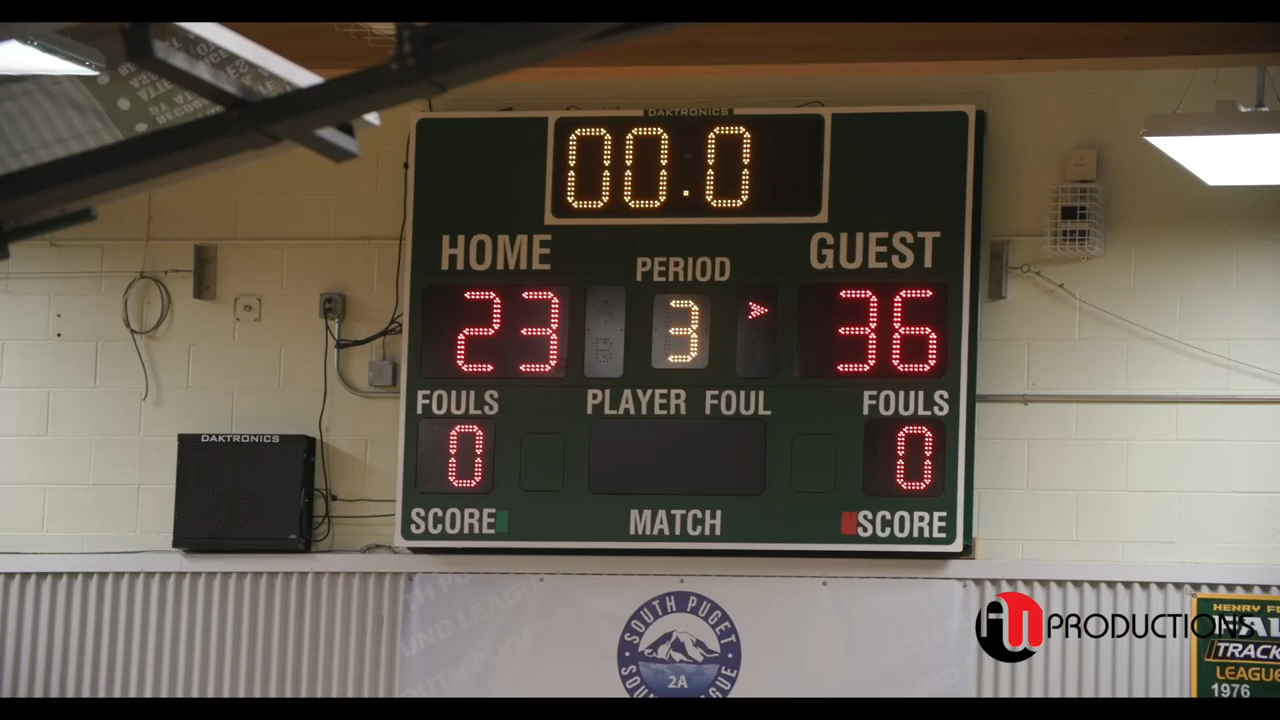 DAKTRONICS
00.0
HOME
GUEST
PERIOD
23
3
36
FOULS
PLAYER FOUL
FOULS
0
0
DAKTRONICS
SCORE
MATCH
SCORE
SOUTH PUGET
2A
PRODUCTIONS
HENRY
TRACK
LEAGUE
1976